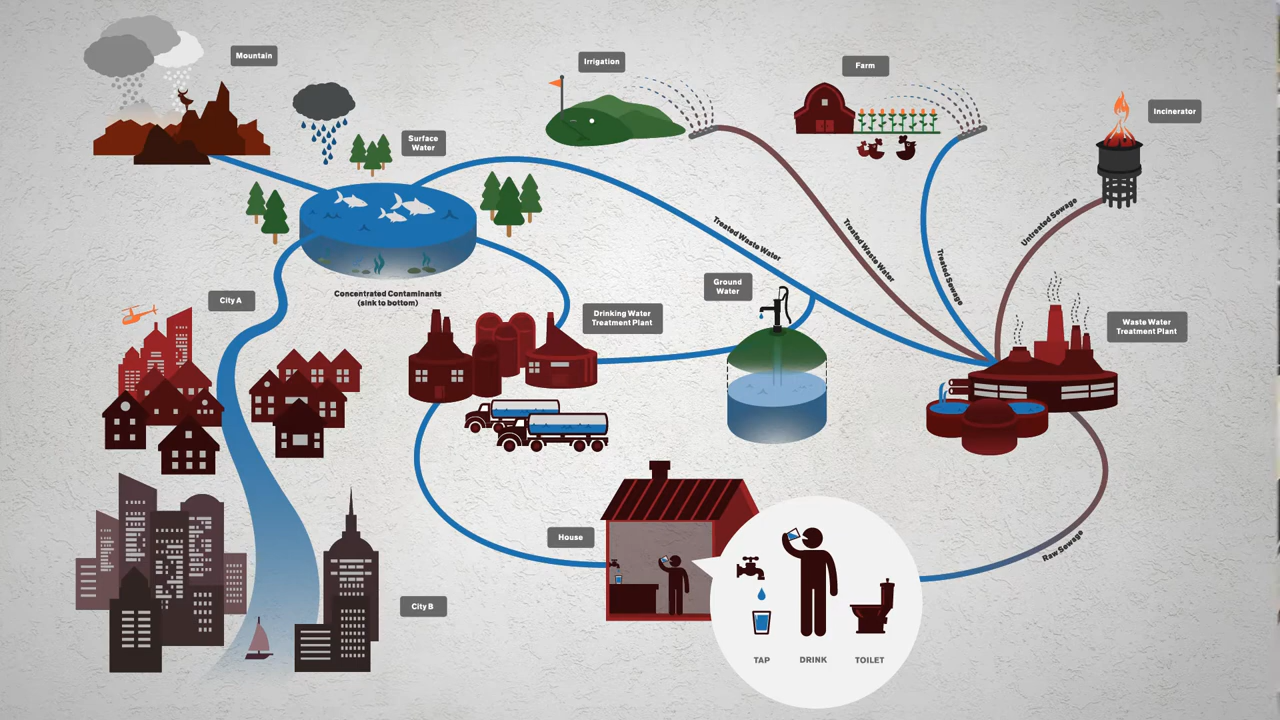 Mountain
Irrigation
Farm
Incinerator
Surface
Water
Treated Waste Water
Treated Waste Water
Treated Sewage
Untreated Sewage
City A
Concentrated Contaminants
(sink to bottom)
Ground
Water
Drinking Water
Treatment Plant
Waste Water
Treatment Plant
House
Raw Sewage
City B
TAP
DRINK
TOILET